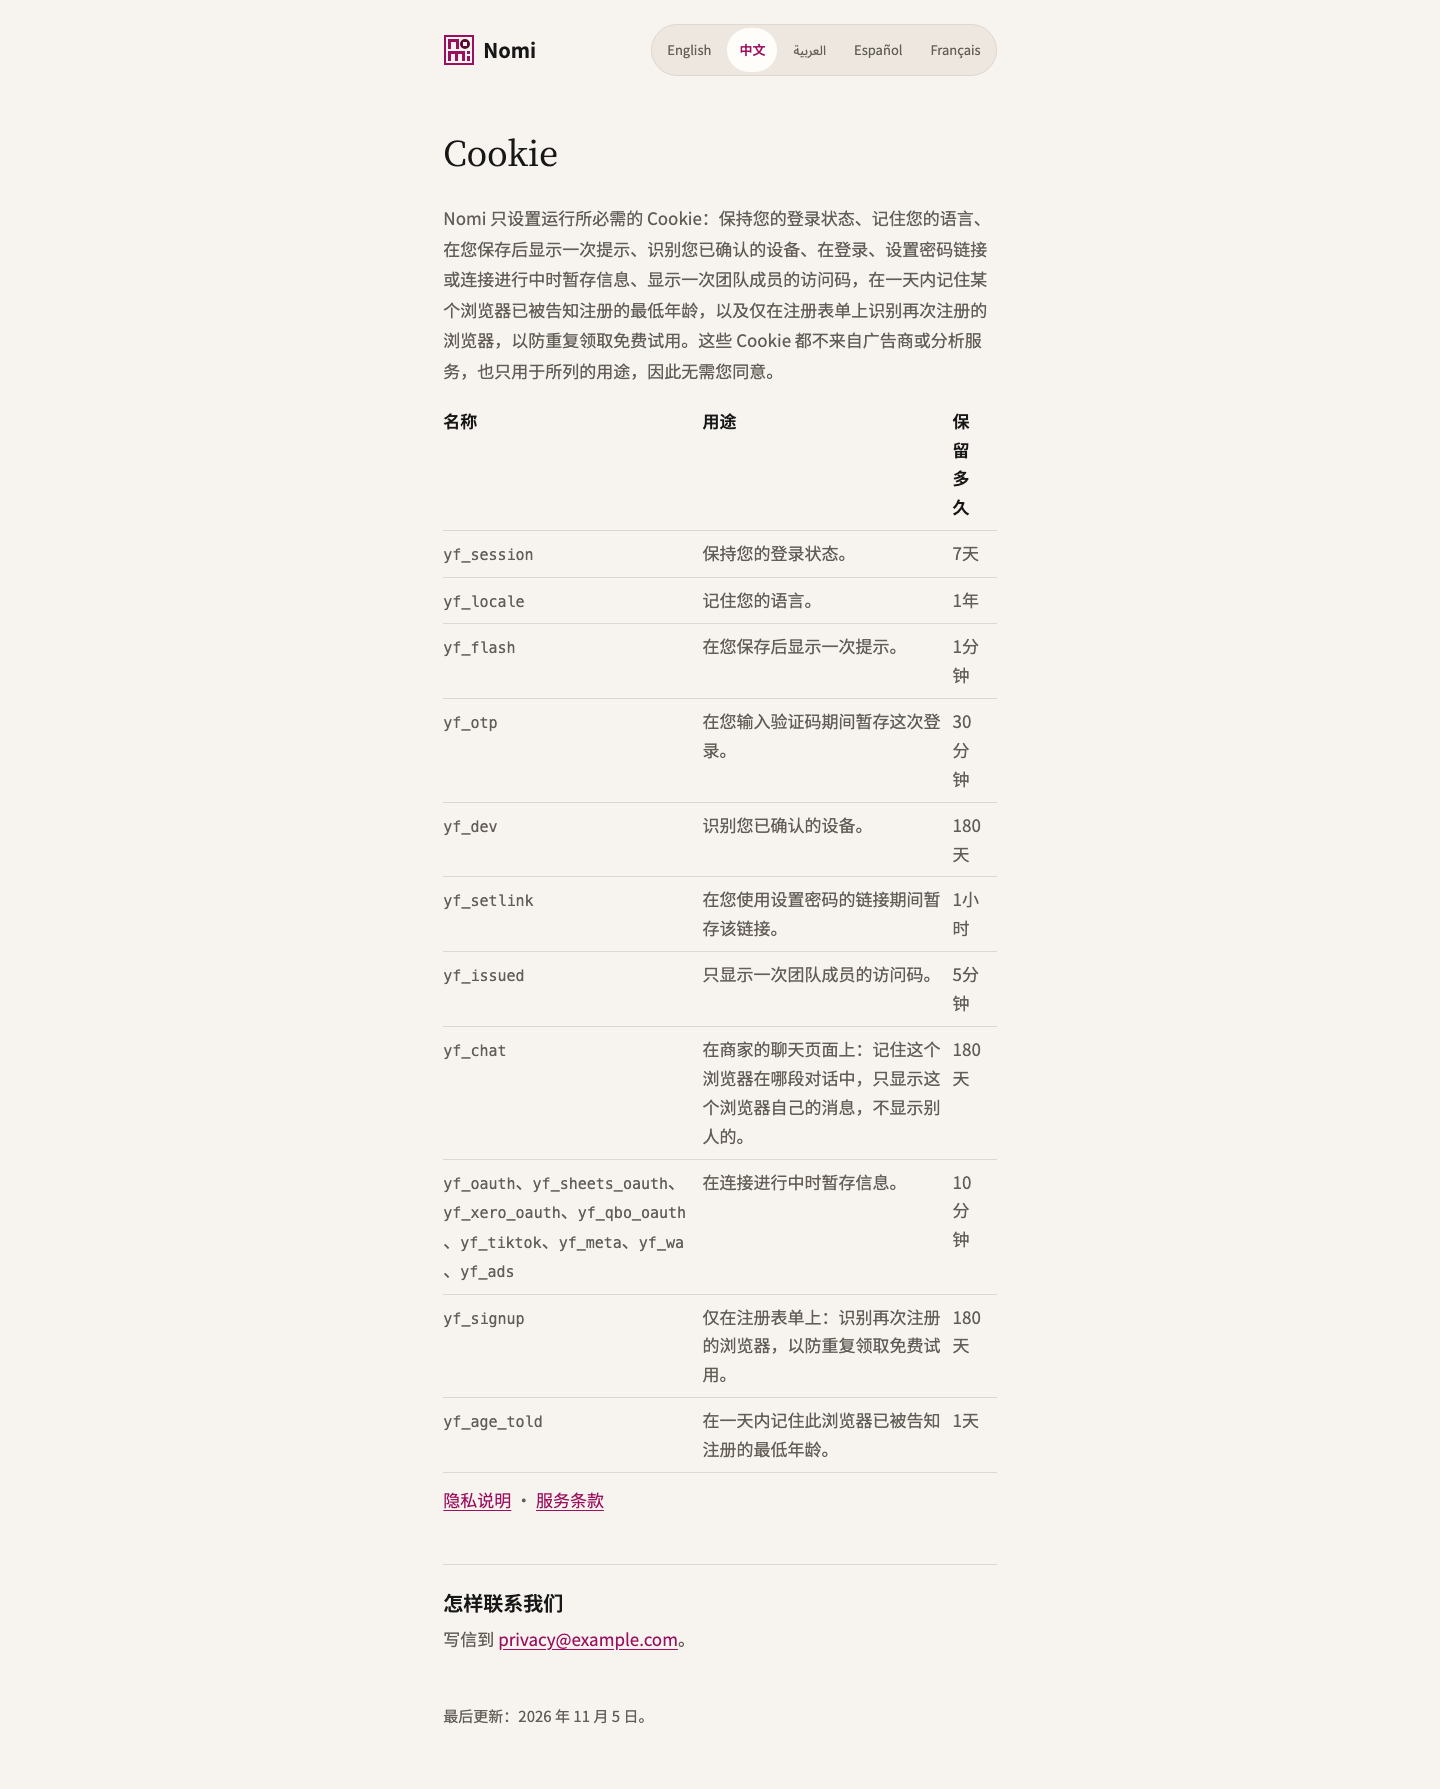 Nomi
English 中文 العربية Español Français
Cookie
Nomi 只设置运行所必需的 Cookie：保持您的登录状态、记住您的语言、
在您保存后显示一次提示、识别您已确认的设备、在登录、设置密码链接
或连接进行中时暂存信息、显示一次团队成员的访问码，在一天内记住某
个浏览器已被告知注册的最低年龄，以及仅在注册表单上识别再次注册的
浏览器，以防重复领取免费试用。这些 Cookie 都不来自广告商或分析服
务，也只用于所列的用途，因此无需您同意。
名称 用途 保
留
多
久
yf_session 保持您的登录状态。 7天
yf_locale 记住您的语言。 1年
yf_flash 在您保存后显示一次提示。 1分
钟
yf_otp 在您输入验证码期间暂存这次登 30
录。 分
钟
yf_dev 识别您已确认的设备。 180
天
yf_setlink 在您使用设置密码的链接期间暂 1小
存该链接。 时
yf_issued 只显示一次团队成员的访问码。 5分
钟
yf_chat 在商家的聊天页面上：记住这个 180
浏览器在哪段对话中，只显示这 天
个浏览器自己的消息，不显示别
人的。
yf_oauth、yf_sheets_oauth、 在连接进行中时暂存信息。 10
yf_xero_oauth、yf_qbo_oauth 分
、yf_tiktok、yf_meta、yf_wa 钟
、yf_ads
yf_signup 仅在注册表单上：识别再次注册 180
的浏览器，以防重复领取免费试 天
用。
yf_age_told 在一天内记住此浏览器已被告知 1天
注册的最低年龄。
隐私说明 · 服务条款
怎样联系我们
写信到 privacy@example.com。
最后更新：2026 年 11 月 5 日。